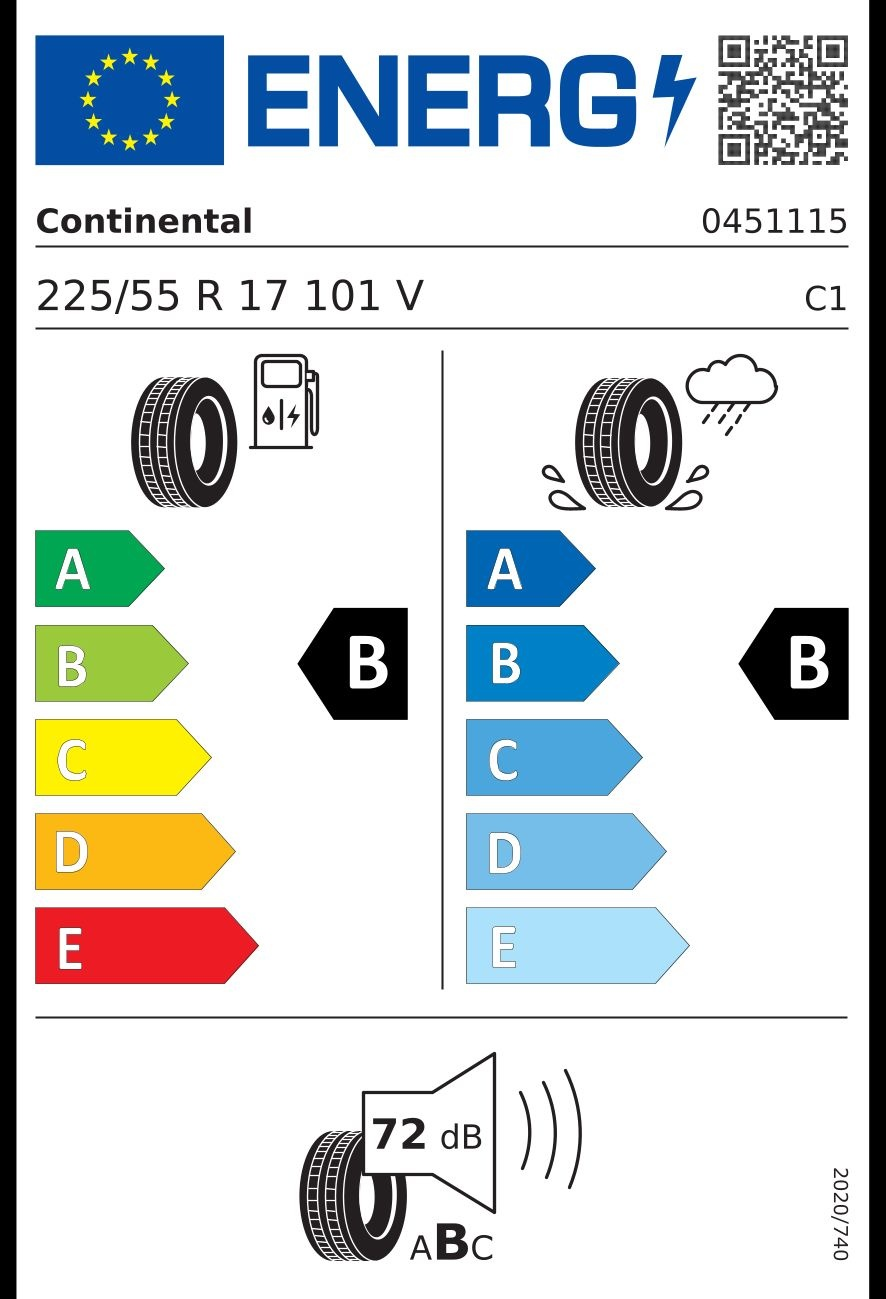 ENERG
Continental 0451115
225/55 R 17 101 V C1
A
B
C
D
E
B
A
B
C
D
E
B
72 dB
ABC
2020/740